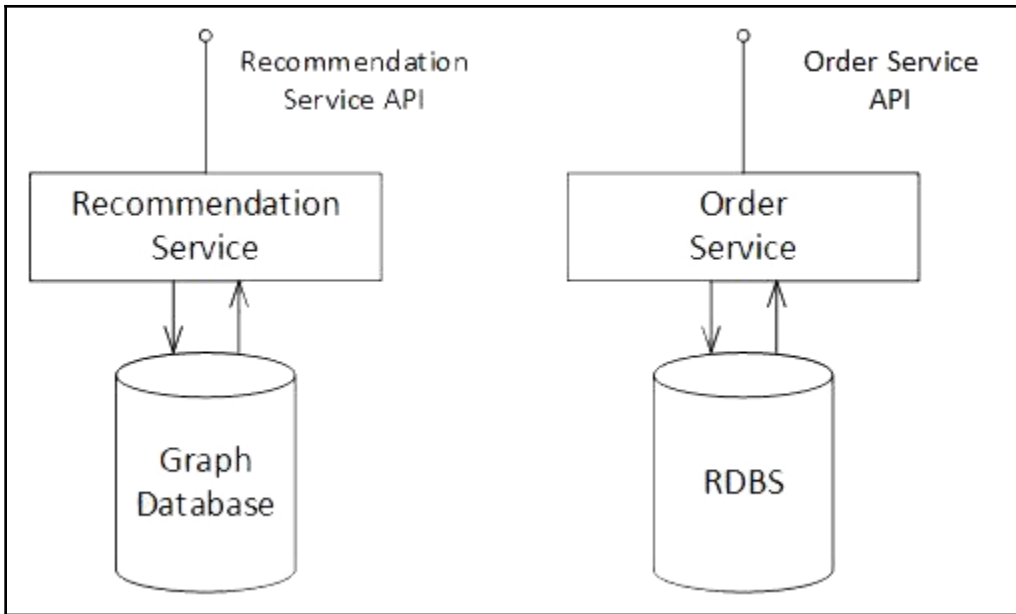 Recommendation
Service API
Recommendation
Service
Graph
Database
Order Service
API
Order
Service
RDBS